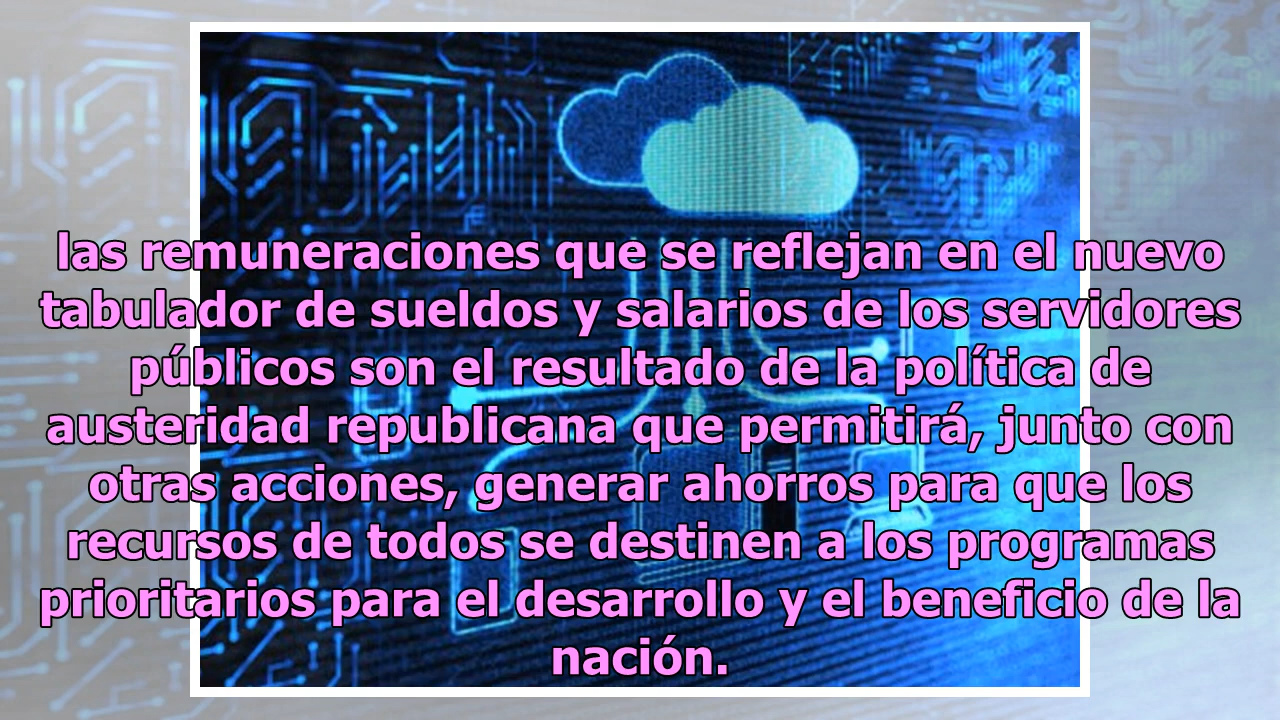 las remuneraciones que se reflejan en el nuevo
tabulador de sueldos y salarios de los servidores
públicos son el resultado de la política de
austeridad republicana que permitirá, junto con
otras acciones, generar ahorros para que los
recursos de todos se destinen a los programas
prioritarios para el desarrollo y el beneficio de la
nación.